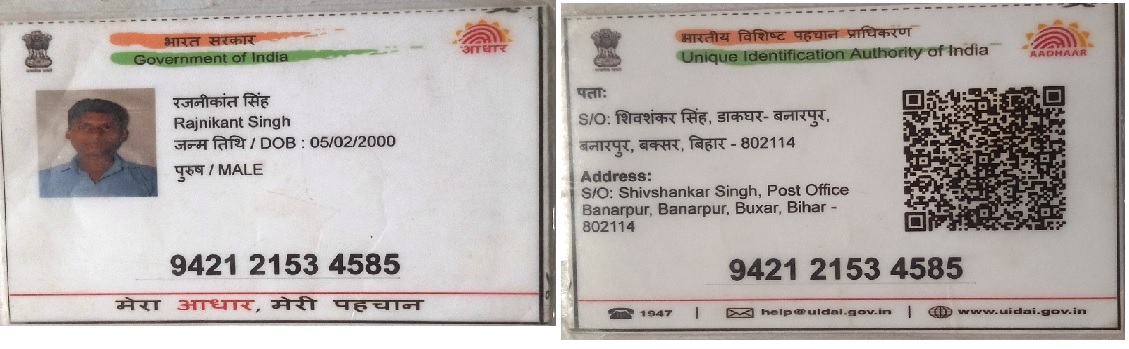 भारत सरकार
Government of India
आधार
रजनीकांत सिंह
Rajnikant Singh
जन्म तिथि / DOB : 05/02/2000
पुरुष / MALE
9421 2153 4585
मेरा आधार, मेरी पहचान
भारतीय विशिष्ट पहचान प्राधिकरण
Unique Identification Authority of India
AADHAAR
पता:
S/O: शिवशंकर सिंह, डाकघर- बनारपुर,
बनारपुर, बक्सर, बिहार - 802114
Address:
S/O: Shivshankar Singh, Post Office
Banarpur, Banarpur, Buxar, Bihar -
802114
9421 2153 4585
1947 | help@uidai.gov.in | www.uidai.gov.in